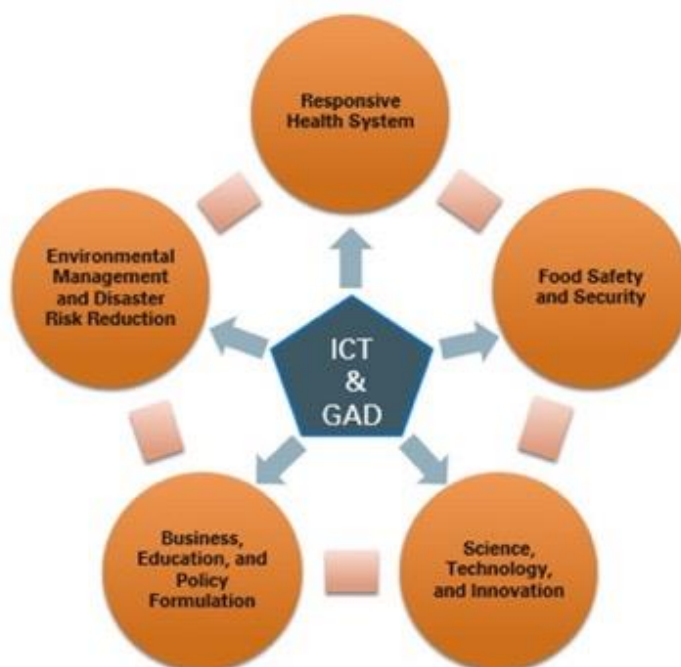 Responsive
Health System
Environmental
Management
and Disaster
Risk Reduction
Food Safety
and Security
ICT
&
GAD
Business,
Education, and
Policy
Formulation
Science,
Technology,
and Innovation